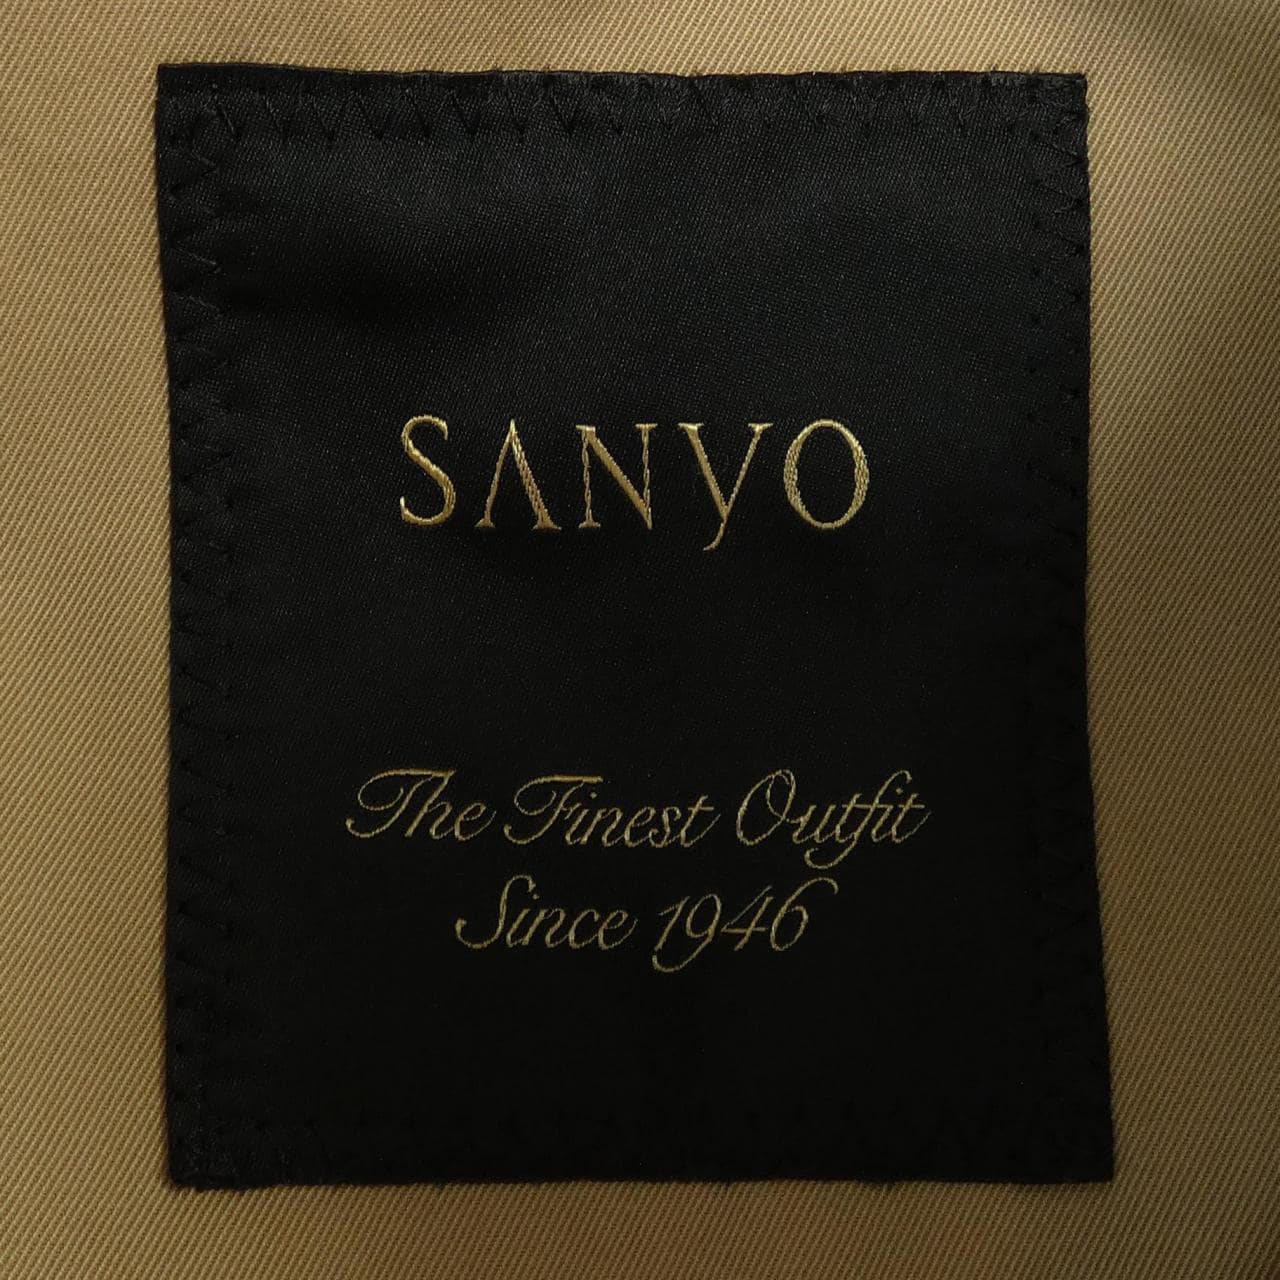 SANYO
The Finest Outfit
Since 1946